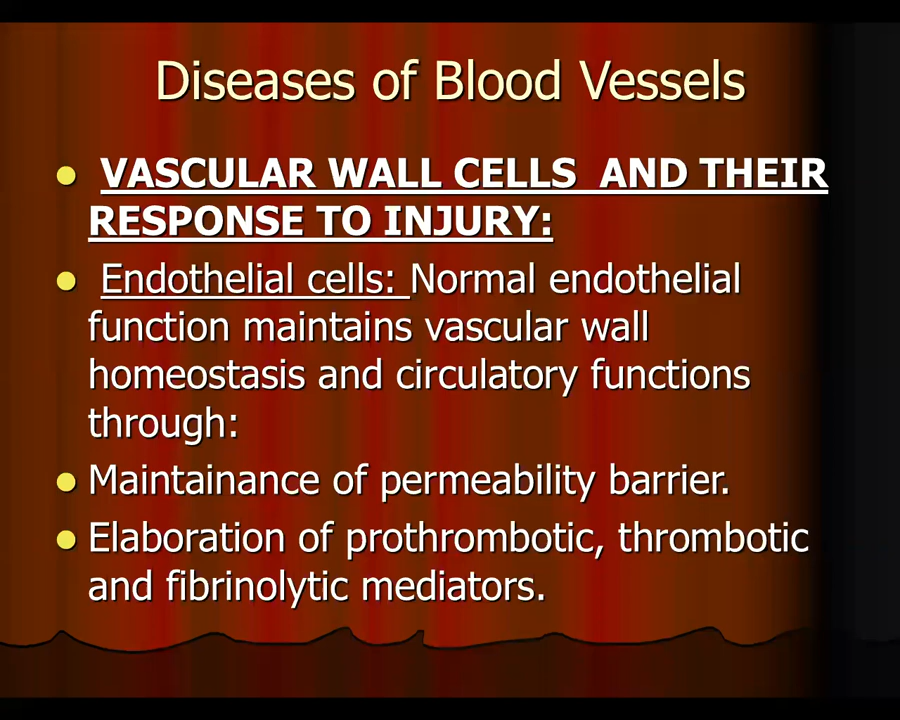 Diseases of Blood Vessels
VASCULAR WALL CELLS AND THEIR
RESPONSE TO INJURY:
Endothelial cells: Normal endothelial
function maintains vascular wall
homeostasis and circulatory functions
through:
Maintainance of permeability barrier.
Elaboration of prothrombotic, thrombotic
and fibrinolytic mediators.